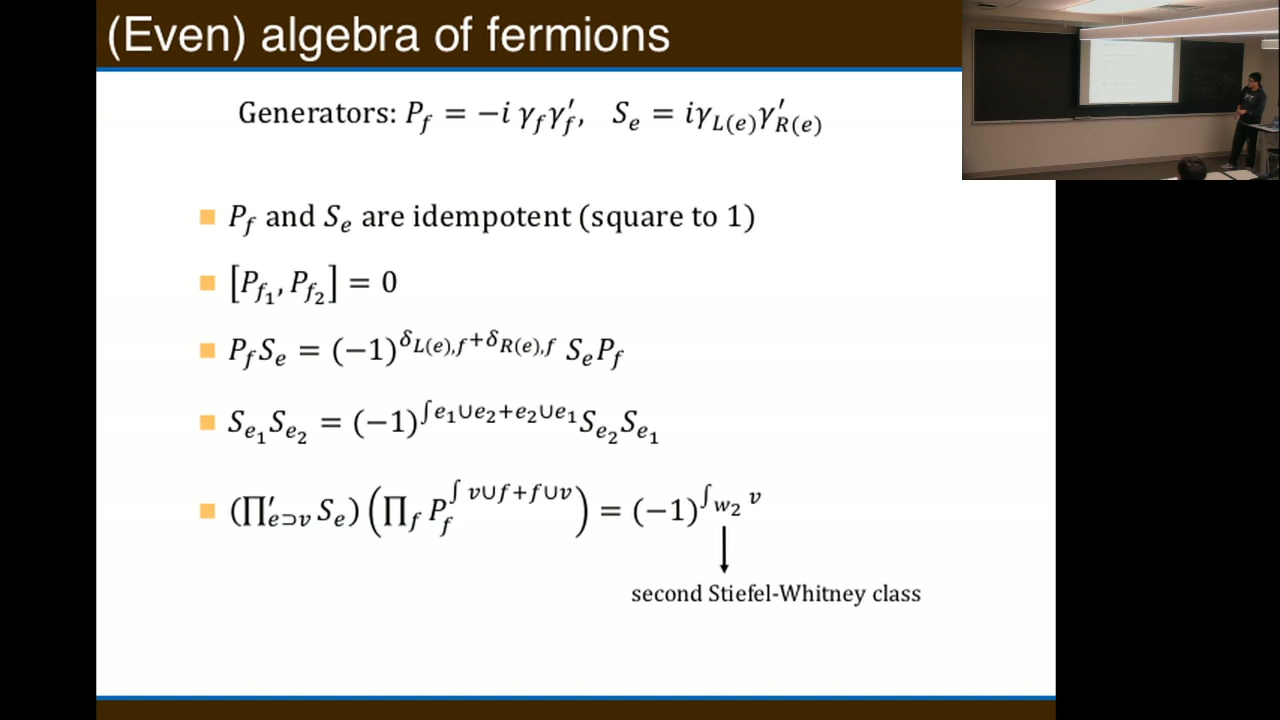 (Even) algebra of fermions
Generators: P_f = −i γ_f γ′_f, S_e = iγ_{L(e)}γ′_{R(e)}
P_f and S_e are idempotent (square to 1)
[P_{f_1}, P_{f_2}] = 0
P_f S_e = (−1)^{δ_{L(e),f}+δ_{R(e),f}} S_e P_f
S_{e_1} S_{e_2} = (−1)^{∫e_1∪e_2+e_2∪e_1} S_{e_2} S_{e_1}
(∏′_{e⊃v} S_e) (∏_f P_f^{∫ v∪f+f∪v}) = (−1)^{∫_{w_2} v}
second Stiefel-Whitney class